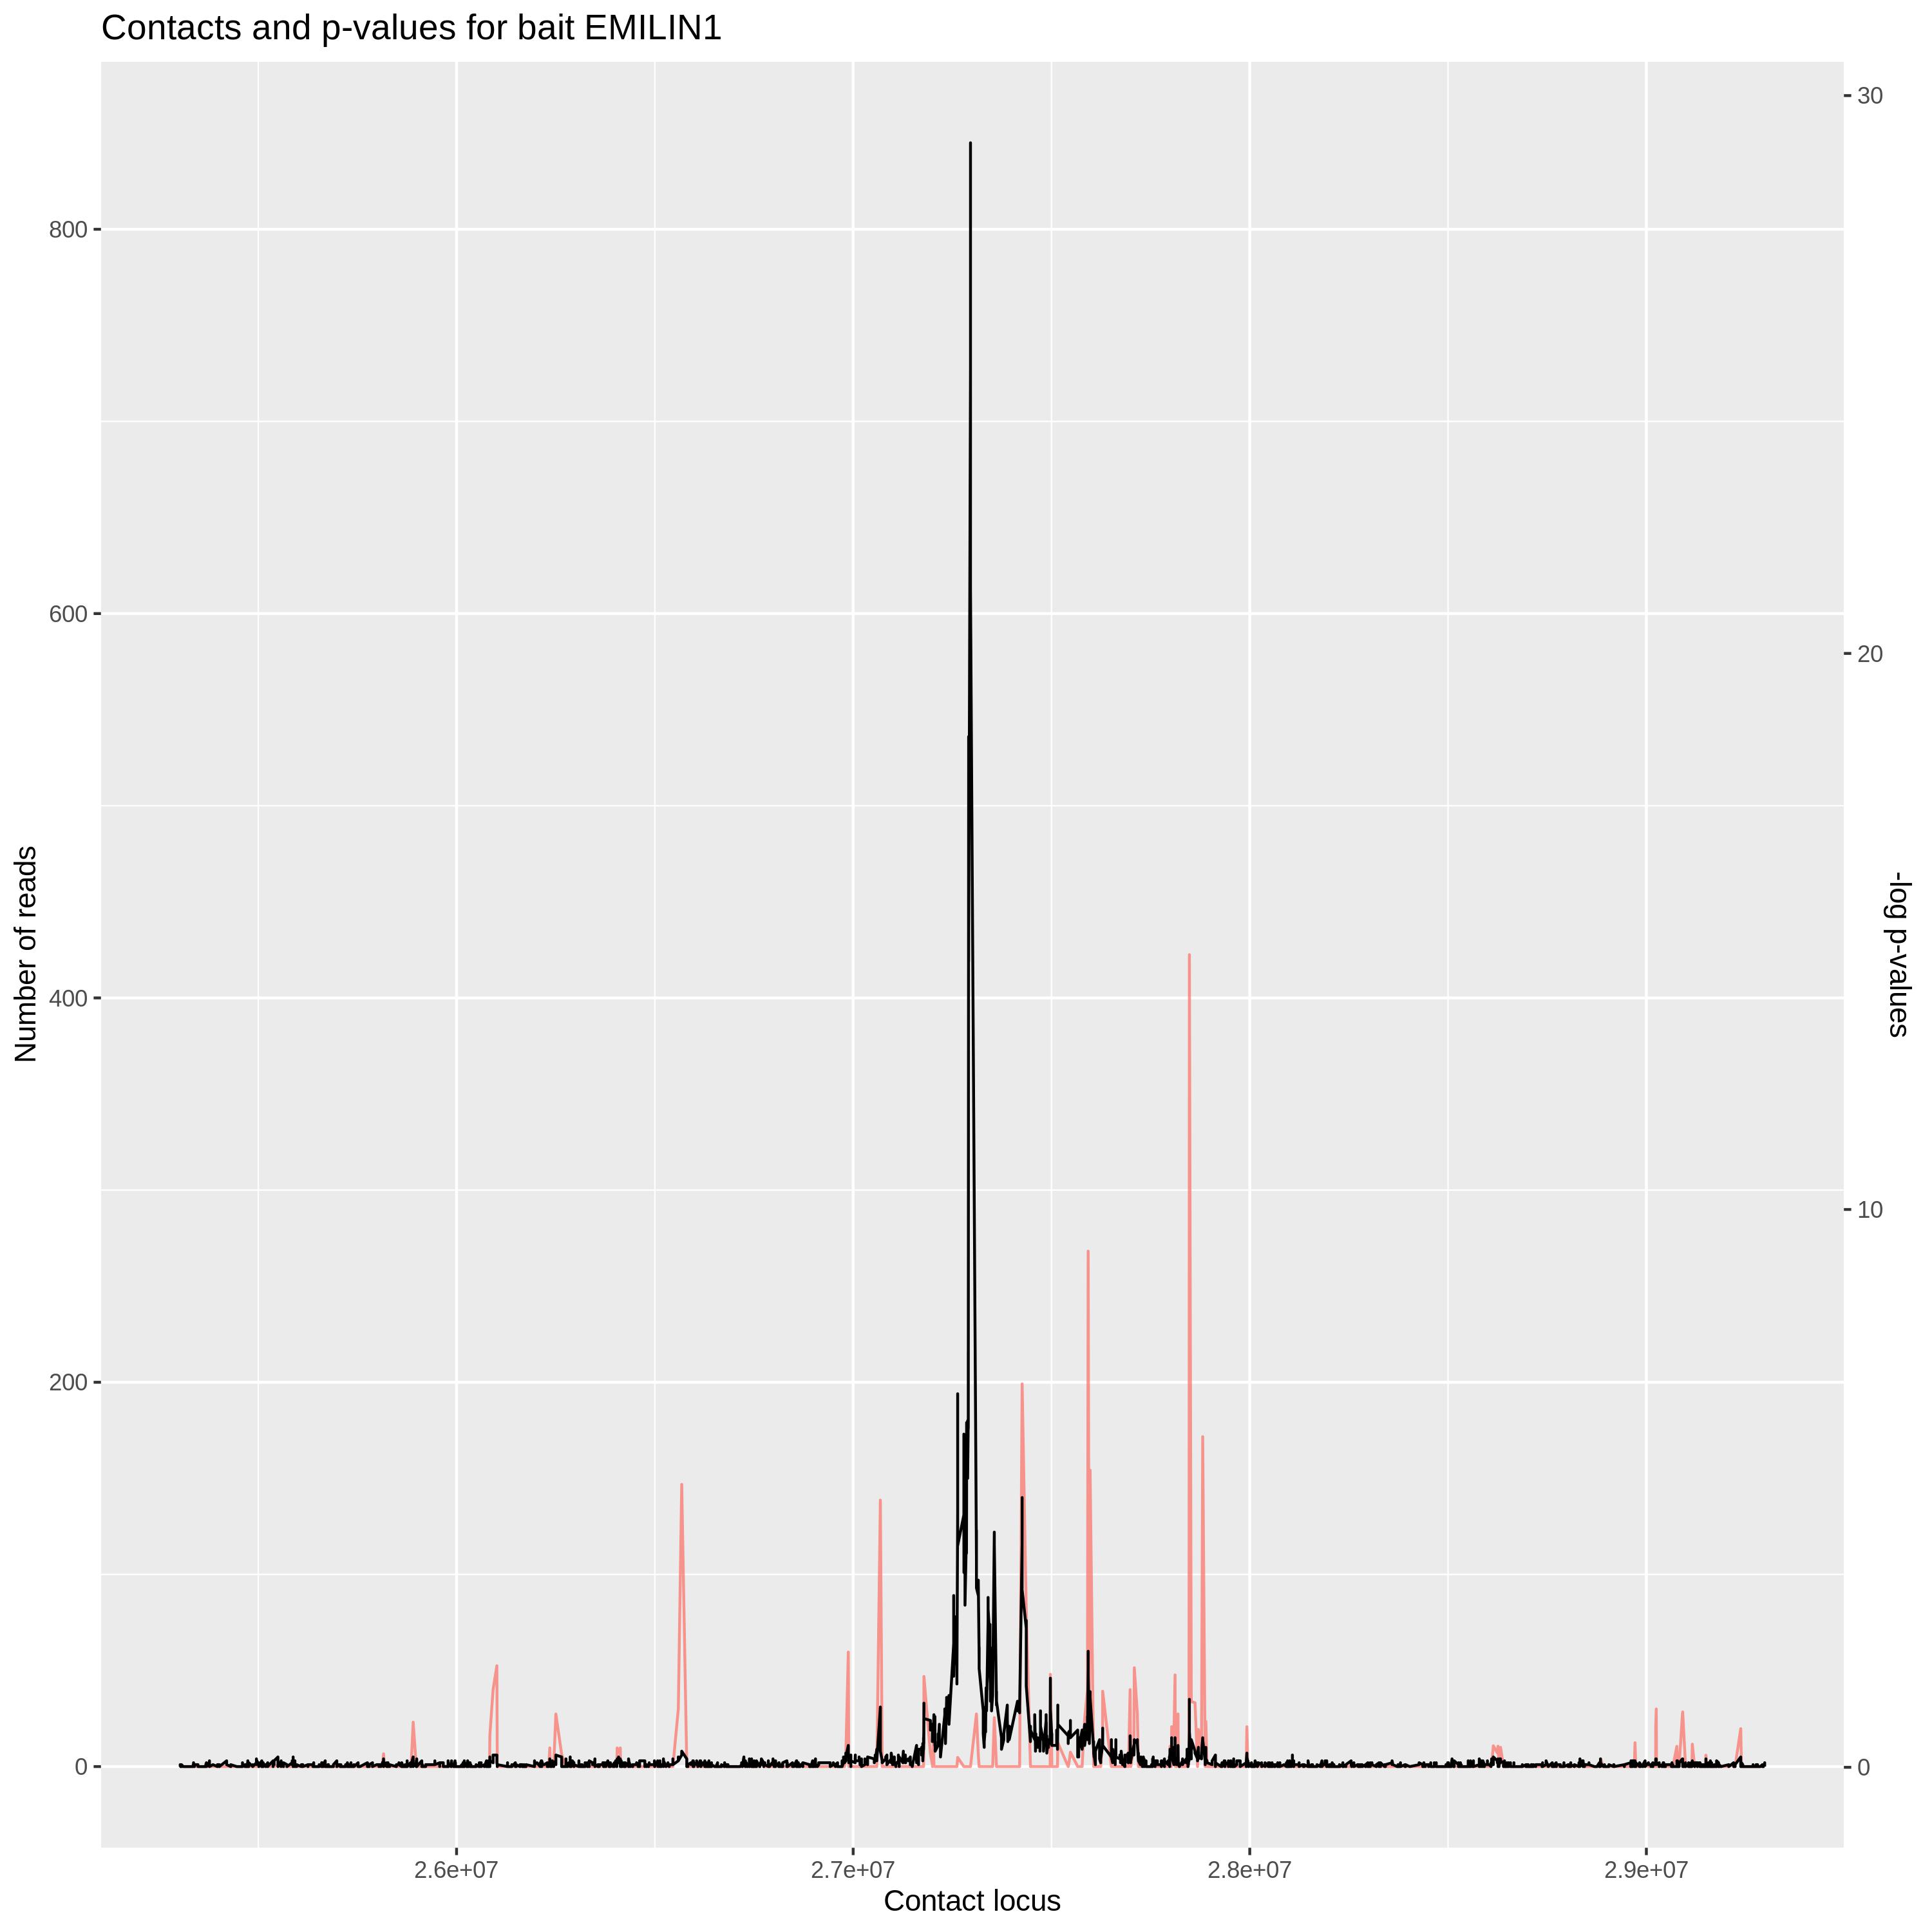 Contacts and p-values for bait EMILIN1
800
600
400
200
0
30
20
10
0
Number of reads
-log p-values
2.6e+07
2.7e+07
2.8e+07
2.9e+07
Contact locus